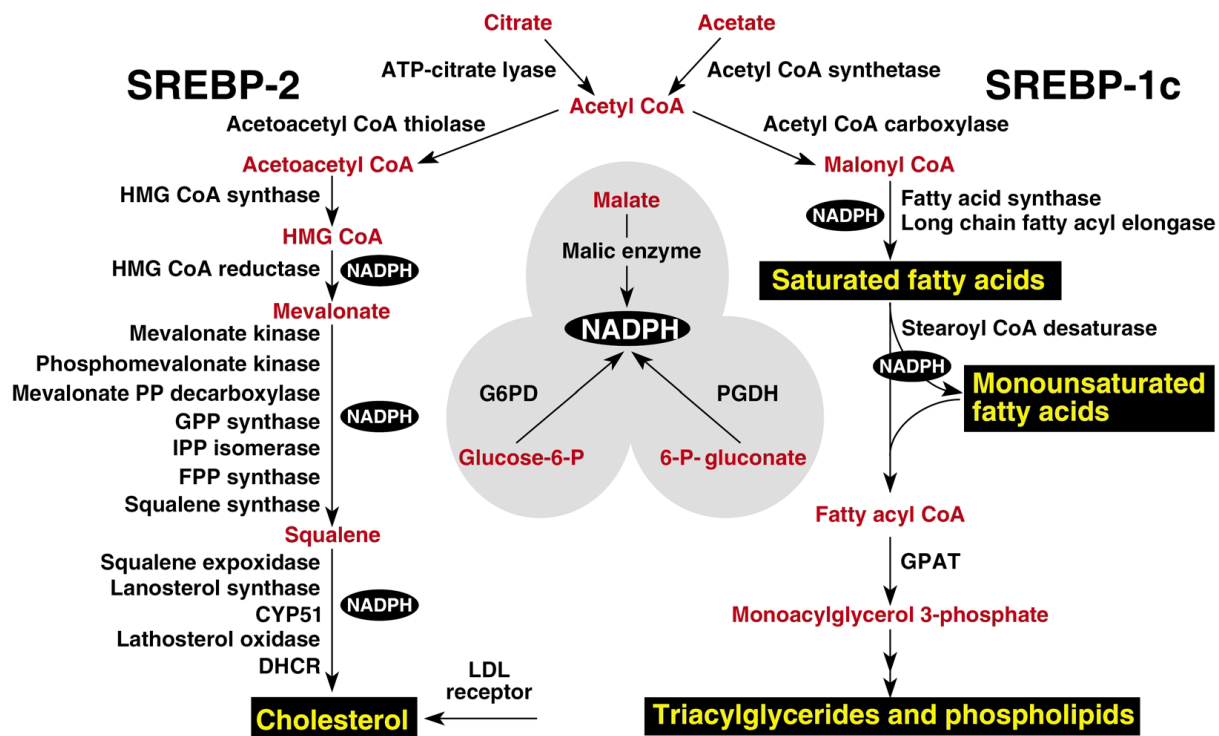 Citrate
Acetate
SREBP-2
ATP-citrate lyase
Acetyl CoA synthetase
SREBP-1c
Acetyl CoA
Acetoacetyl CoA thiolase
Acetyl CoA carboxylase
Acetoacetyl CoA
Malonyl CoA
HMG CoA synthase
HMG CoA
HMG CoA reductase
NADPH
Mevalonate
Mevalonate kinase
Phosphomevalonate kinase
Mevalonate PP decarboxylase
GPP synthase
IPP isomerase
FPP synthase
Squalene synthase
NADPH
Squalene
Squalene expoxidase
Lanosterol synthase
CYP51
Lathosterol oxidase
DHCR
NADPH
Cholesterol
LDL
receptor
Malate
Malic enzyme
NADPH
G6PD
PGDH
Glucose-6-P
6-P-gluconate
NADPH
Fatty acid synthase
Long chain fatty acyl elongase
Saturated fatty acids
Stearoyl CoA desaturase
NADPH
Monounsaturated
fatty acids
Fatty acyl CoA
GPAT
Monoacylglycerol 3-phosphate
Triacylglycerides and phospholipids